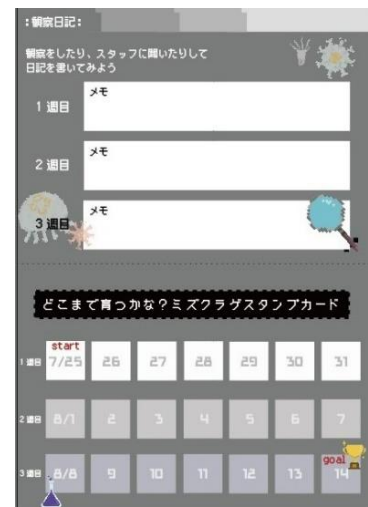 :観察日記:
観察をしたり、スタッフに聞いたりして
日記を書いてみよう
1週目
メモ
2週目
メモ
3週目
メモ
どこまで育つかな?ミズクラゲスタンプカード
start
1週目 7/25 26 27 28 29 30 31
2週目 8/1 2 3 4 5 6 7
goal
3週目 8/8 9 10 11 12 13 14